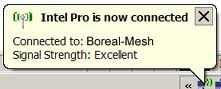 Intel Pro is now connected
Connected to: Boreal-Mesh
Signal Strength: Excellent
«